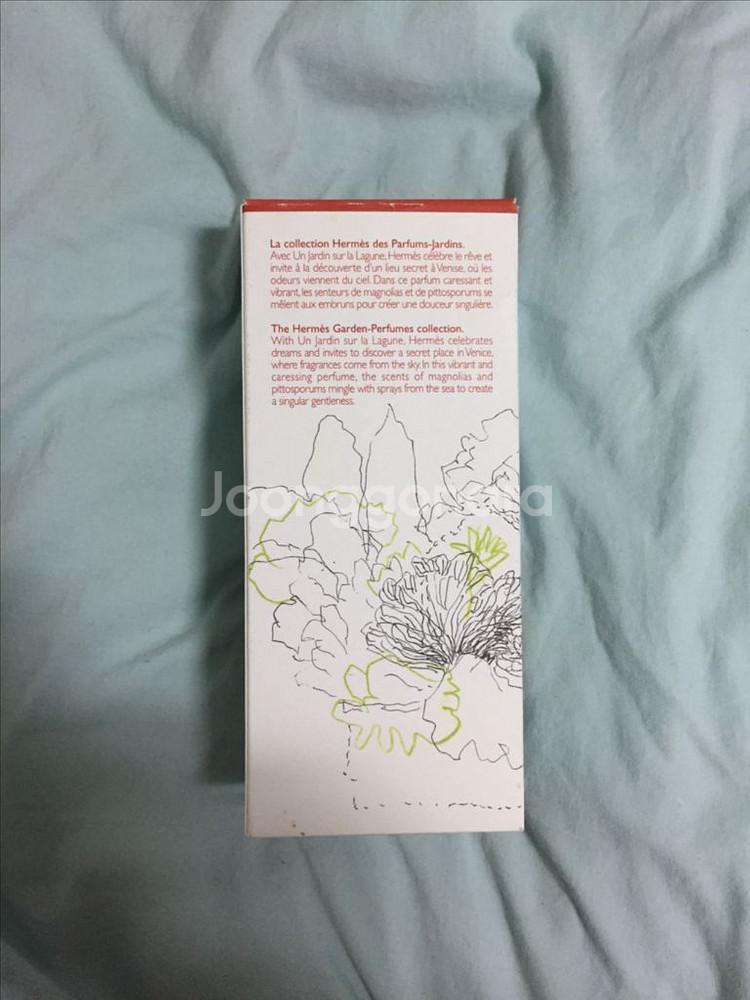 La collection Hermès des Parfums-Jardins.
Avec Un Jardin sur la Lagune, Hermès célèbre le rêve et
invite à la découverte d'un lieu secret à Venise, où les
odeurs viennent du ciel. Dans ce parfum caressant et
vibrant, les senteurs de magnolias et de pittosporums se
mêlent aux embruns pour créer une douceur singulière.
The Hermès Garden-Perfumes collection.
With Un Jardin sur la Lagune, Hermès celebrates
dreams and invites to discover a secret place in Venice,
where fragrances come from the sky. In this vibrant and
caressing perfume, the scents of magnolias and
pittosporums mingle with sprays from the sea to create
a singular gentleness.
Joonggonara